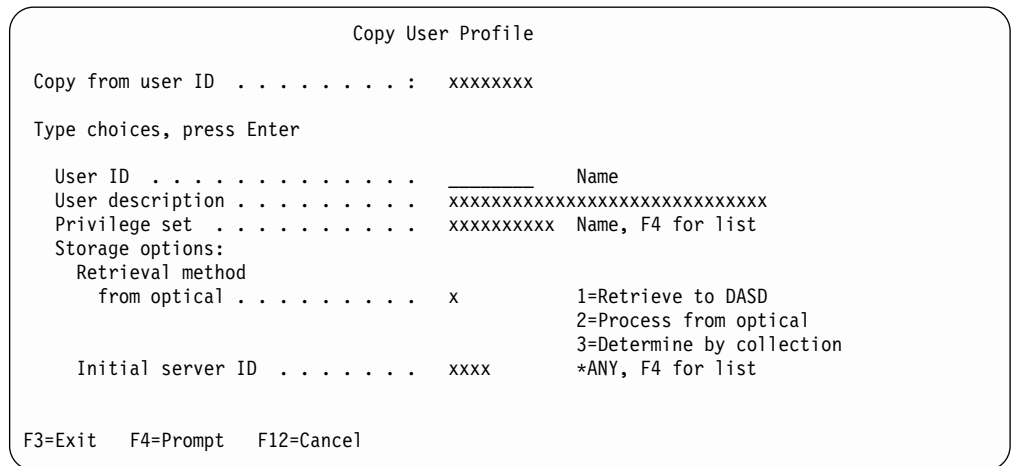 Copy User Profile
Copy from user ID . . . . . . . . : xxxxxxxx
Type choices, press Enter
User ID . . . . . . . . . . . . . ________ Name
User description . . . . . . . . . xxxxxxxxxxxxxxxxxxxxxxxxxxxxxx
Privilege set . . . . . . . . . . xxxxxxxxxx Name, F4 for list
Storage options:
Retrieval method
from optical . . . . . . . . . x 1=Retrieve to DASD
2=Process from optical
3=Determine by collection
Initial server ID . . . . . . . xxxx *ANY, F4 for list
F3=Exit F4=Prompt F12=Cancel